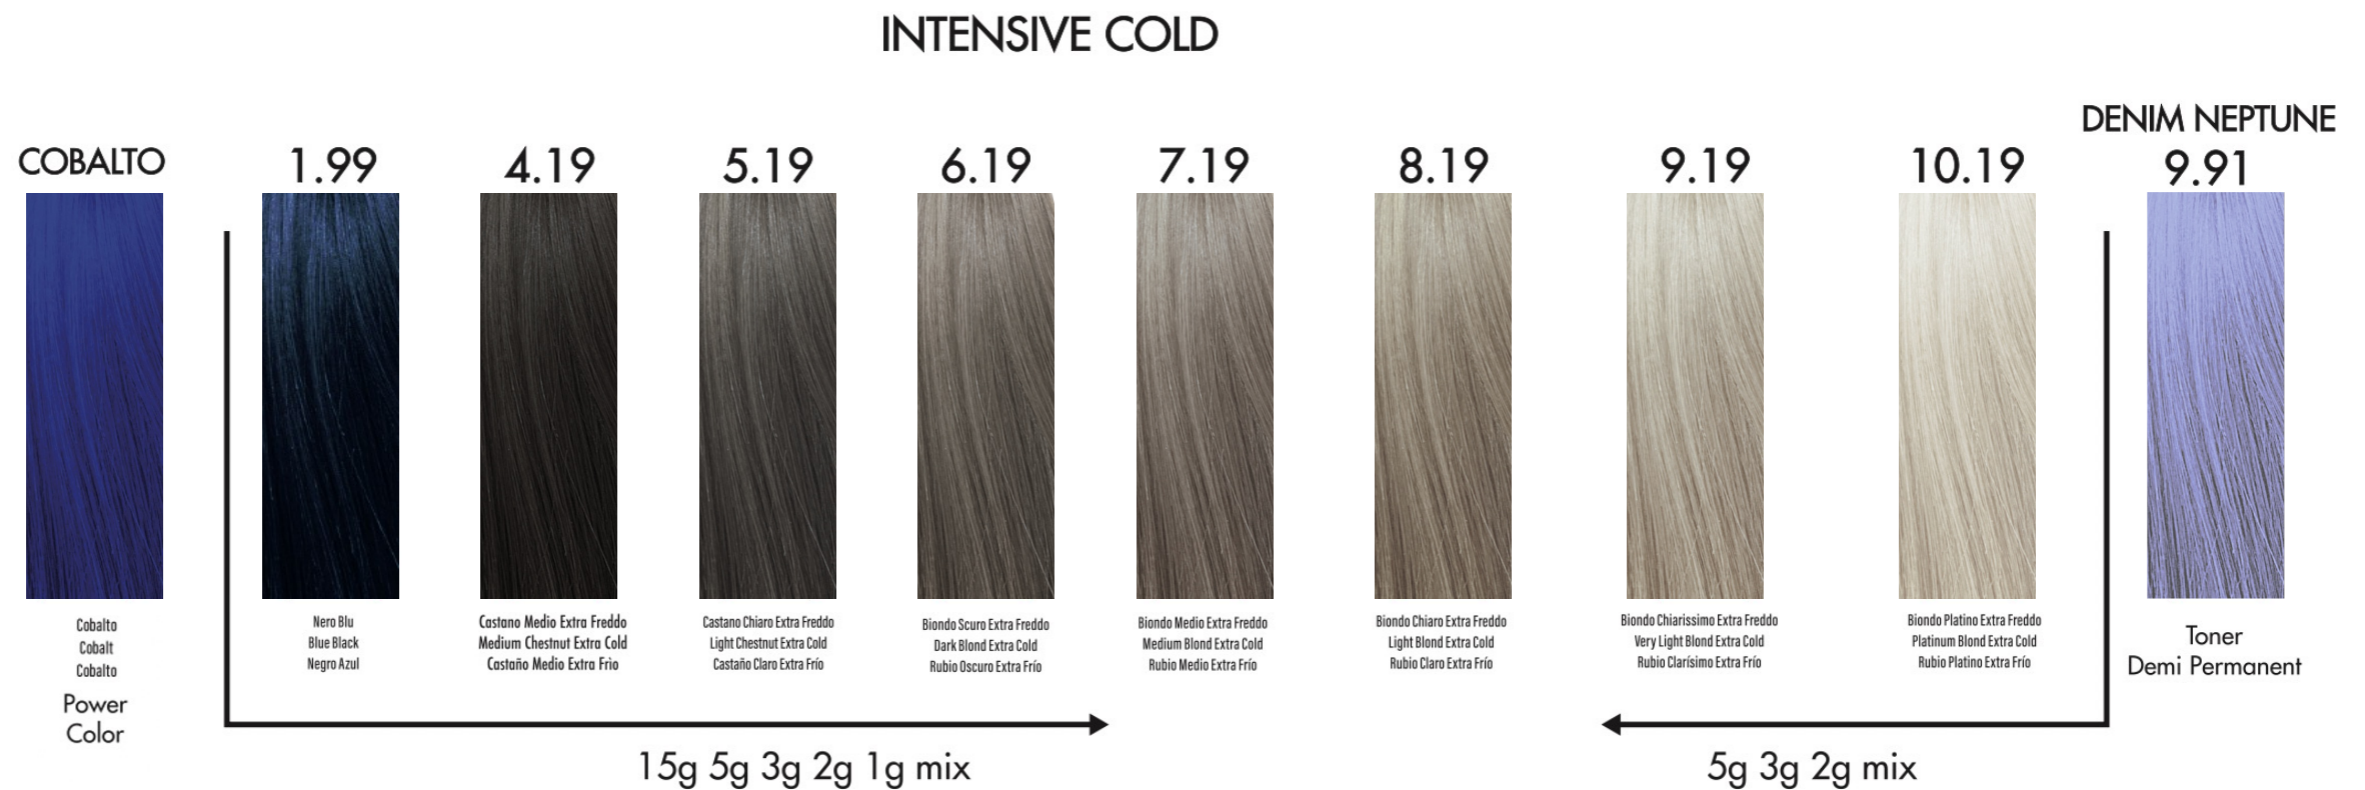 INTENSIVE COLD
COBALTO
1.99
4.19
5.19
6.19
7.19
8.19
9.19
10.19
DENIM NEPTUNE
9.91
Cobalto
Cobalt
Cobalto
Power
Color
Nero Blu
Blue Black
Negro Azul
Castano Medio Extra Freddo
Medium Chestnut Extra Cold
Castaño Medio Extra Frio
Castano Chiaro Extra Freddo
Light Chestnut Extra Cold
Castaño Claro Extra Frío
Biondo Scuro Extra Freddo
Dark Blond Extra Cold
Rubio Oscuro Extra Frío
Biondo Medio Extra Freddo
Medium Blond Extra Cold
Rubio Medio Extra Frío
Biondo Chiaro Extra Freddo
Light Blond Extra Cold
Rubio Claro Extra Frío
Biondo Chiarissimo Extra Freddo
Very Light Blond Extra Cold
Rubio Clarísimo Extra Frío
Biondo Platino Extra Freddo
Platinum Blond Extra Cold
Rubio Platino Extra Frío
Toner
Demi Permanent
15g 5g 3g 2g 1g mix
5g 3g 2g mix